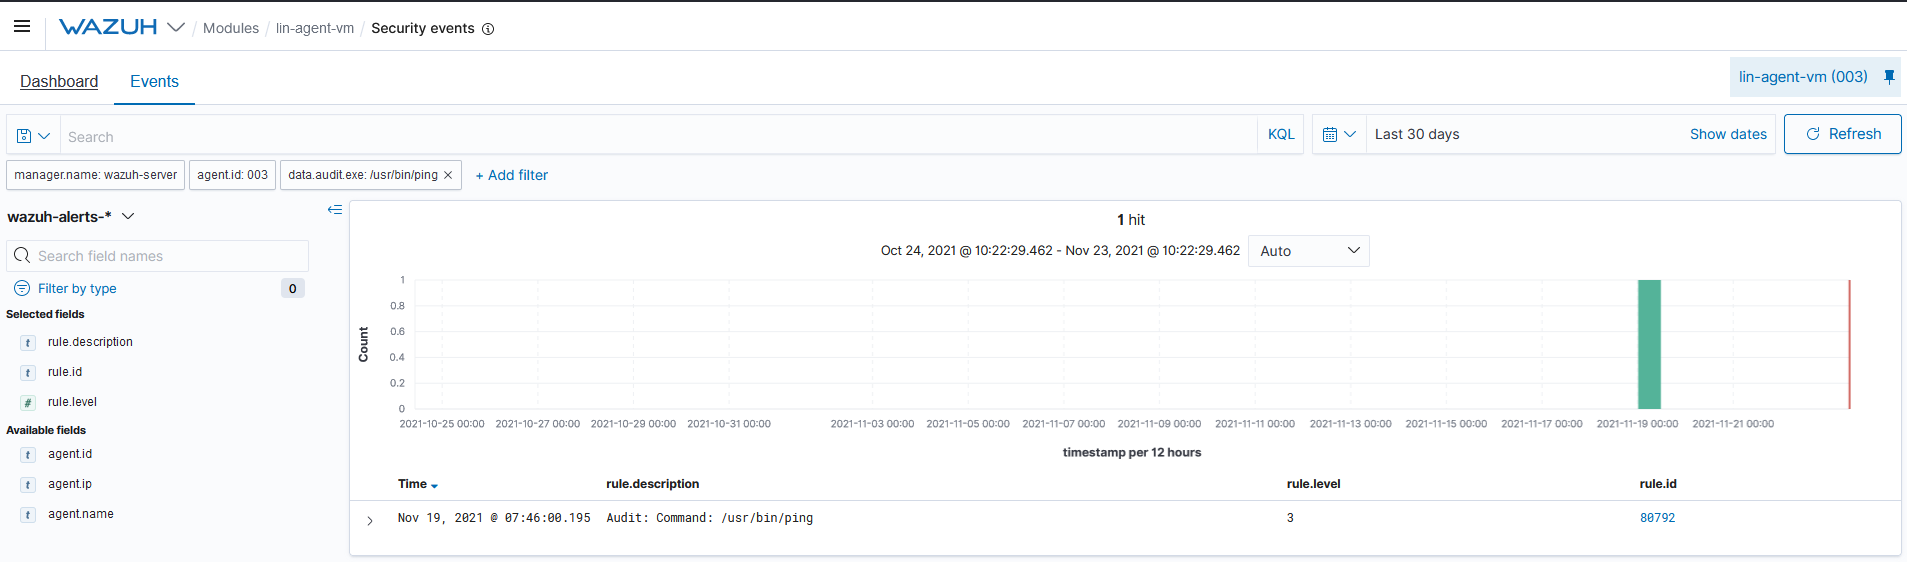 WAZUH / Modules / lin-agent-vm / Security events
Dashboard Events lin-agent-vm (003)
Search KQL Last 30 days Show dates Refresh
manager.name: wazuh-server agent.id: 003 data.audit.exe: /usr/bin/ping × + Add filter
wazuh-alerts-*
Search field names
Filter by type 0
Selected fields
t rule.description
t rule.id
# rule.level
Available fields
t agent.id
t agent.ip
t agent.name
1 hit
Oct 24, 2021 @ 10:22:29.462 - Nov 23, 2021 @ 10:22:29.462 Auto
Count
1
0.8
0.6
0.4
0.2
0
2021-10-25 00:00 2021-10-27 00:00 2021-10-29 00:00 2021-10-31 00:00 2021-11-03 00:00 2021-11-05 00:00 2021-11-07 00:00 2021-11-09 00:00 2021-11-11 00:00 2021-11-13 00:00 2021-11-15 00:00 2021-11-17 00:00 2021-11-19 00:00 2021-11-21 00:00
timestamp per 12 hours
Time rule.description rule.level rule.id
Nov 19, 2021 @ 07:46:00.195 Audit: Command: /usr/bin/ping 3 80792